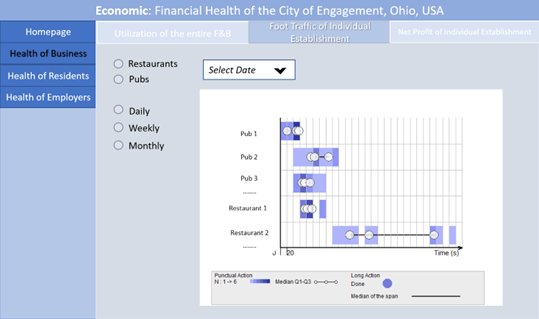 Economic: Financial Health of the City of Engagement, Ohio, USA
Homepage
Health of Business
Health of Residents
Health of Employers
Utilization of the entire F&B
Foot Traffic of Individual
Establishment
Net Profit of Individual Establishment
Restaurants
Pubs
Daily
Weekly
Monthly
Select Date
Pub 1
Pub 2
Pub 3
Restaurant 1
Restaurant 2
J 20
Time (s)
Punctual Action
N : 1 -> 6
Median Q1-Q3
Long Action
Done
Median of the span